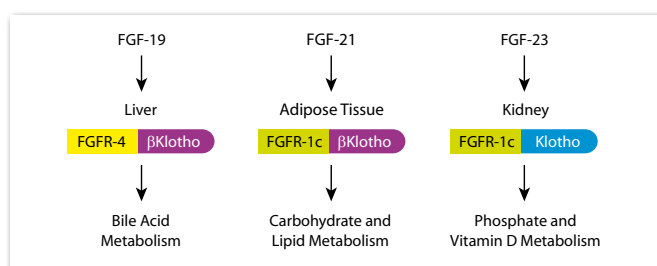 FGF-19 FGF-21 FGF-23
Liver Adipose Tissue Kidney
FGFR-4 βKlotho FGFR-1c βKlotho FGFR-1c Klotho
Bile Acid Carbohydrate and Phosphate and
Metabolism Lipid Metabolism Vitamin D Metabolism